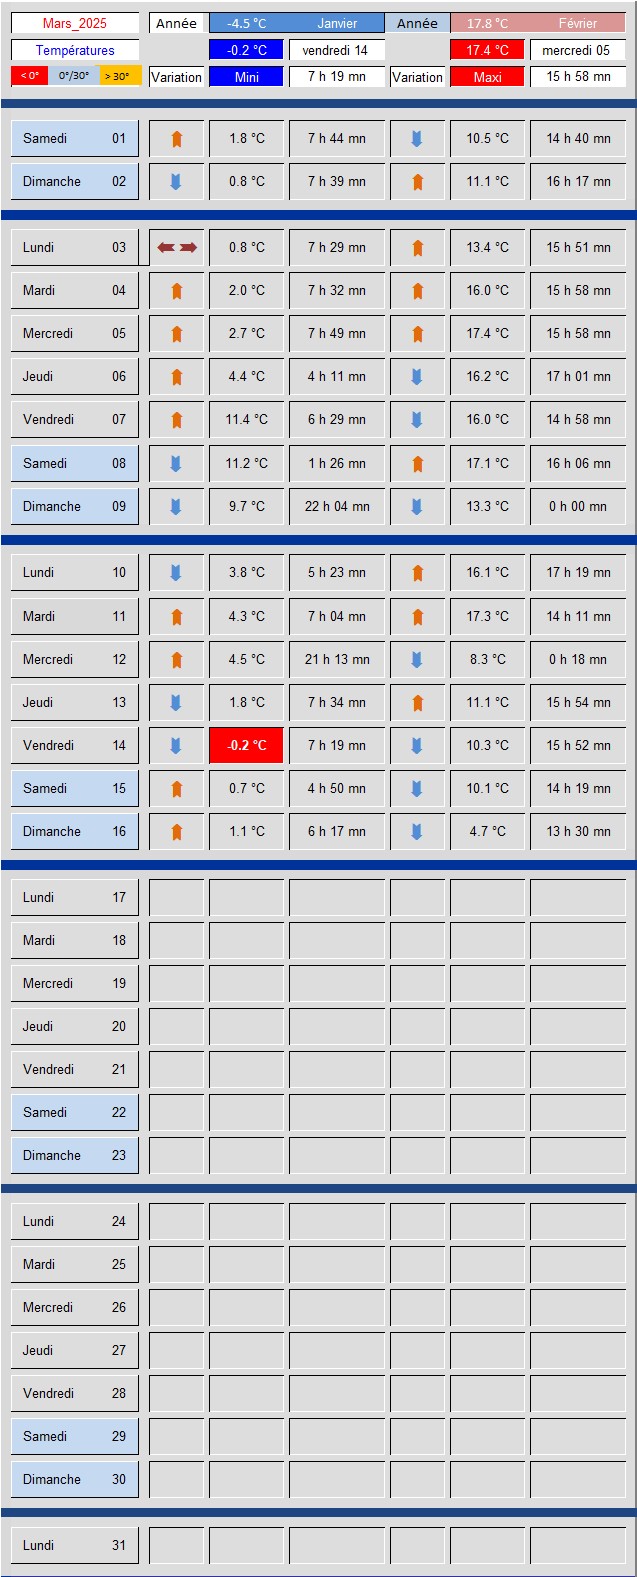 Mars_2025 Année -4.5 °C Janvier Année 17.8 °C Février
Températures -0.2 °C vendredi 14 17.4 °C mercredi 05
< 0° 0°/30° > 30° Variation Mini 7 h 19 mn Variation Maxi 15 h 58 mn
Samedi 01 1.8 °C 7 h 44 mn 10.5 °C 14 h 40 mn
Dimanche 02 0.8 °C 7 h 39 mn 11.1 °C 16 h 17 mn
Lundi 03 0.8 °C 7 h 29 mn 13.4 °C 15 h 51 mn
Mardi 04 2.0 °C 7 h 32 mn 16.0 °C 15 h 58 mn
Mercredi 05 2.7 °C 7 h 49 mn 17.4 °C 15 h 58 mn
Jeudi 06 4.4 °C 4 h 11 mn 16.2 °C 17 h 01 mn
Vendredi 07 11.4 °C 6 h 29 mn 16.0 °C 14 h 58 mn
Samedi 08 11.2 °C 1 h 26 mn 17.1 °C 16 h 06 mn
Dimanche 09 9.7 °C 22 h 04 mn 13.3 °C 0 h 00 mn
Lundi 10 3.8 °C 5 h 23 mn 16.1 °C 17 h 19 mn
Mardi 11 4.3 °C 7 h 04 mn 17.3 °C 14 h 11 mn
Mercredi 12 4.5 °C 21 h 13 mn 8.3 °C 0 h 18 mn
Jeudi 13 1.8 °C 7 h 34 mn 11.1 °C 15 h 54 mn
Vendredi 14 -0.2 °C 7 h 19 mn 10.3 °C 15 h 52 mn
Samedi 15 0.7 °C 4 h 50 mn 10.1 °C 14 h 19 mn
Dimanche 16 1.1 °C 6 h 17 mn 4.7 °C 13 h 30 mn
Lundi 17
Mardi 18
Mercredi 19
Jeudi 20
Vendredi 21
Samedi 22
Dimanche 23
Lundi 24
Mardi 25
Mercredi 26
Jeudi 27
Vendredi 28
Samedi 29
Dimanche 30
Lundi 31